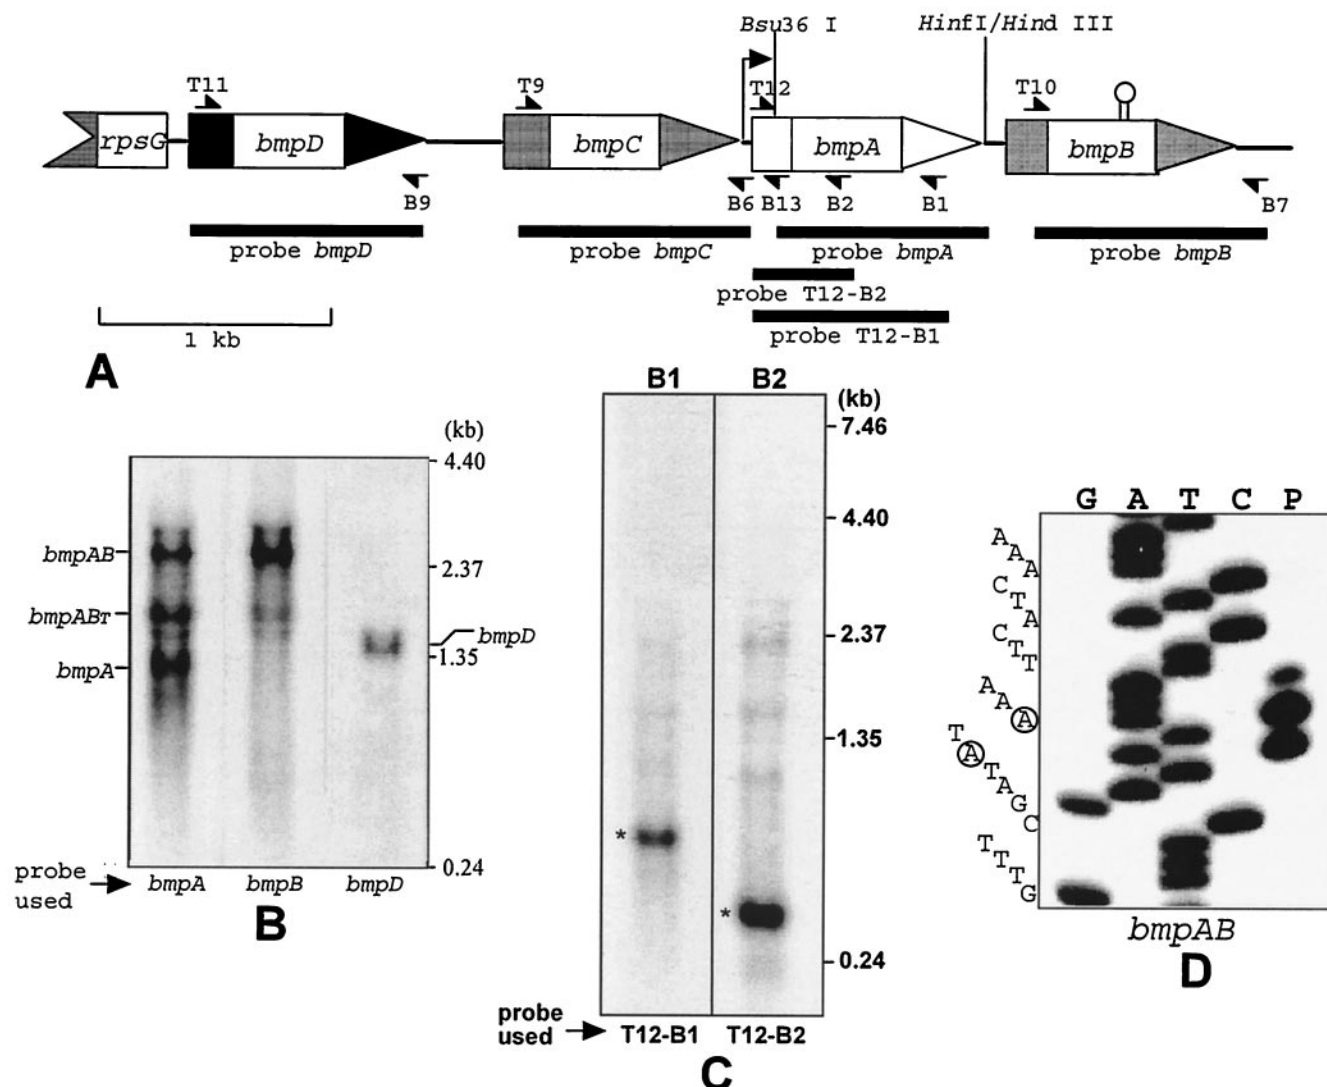 Bsu36 I
HinfI/Hind III
T11
T9
T12
T10
rpsG
bmpD
bmpC
bmpA
bmpB
B9
B6
B13
B2
B1
B7
probe bmpD
probe bmpC
probe bmpA
probe bmpB
probe T12-B2
probe T12-B1
1 kb
A
(kb)
4.40
bmpAB
2.37
bmpABT
bmpD
1.35
bmpA
0.24
probe used
bmpA bmpB bmpD
B
B1 B2
(kb)
7.46
4.40
2.37
1.35
*
*
0.24
probe used
T12-B1 T12-B2
C
G A T C P
A
A
A
C
T
A
C
T
T
A
A
A
T
A
T
A
G
C
T
T
T
G
bmpAB
D